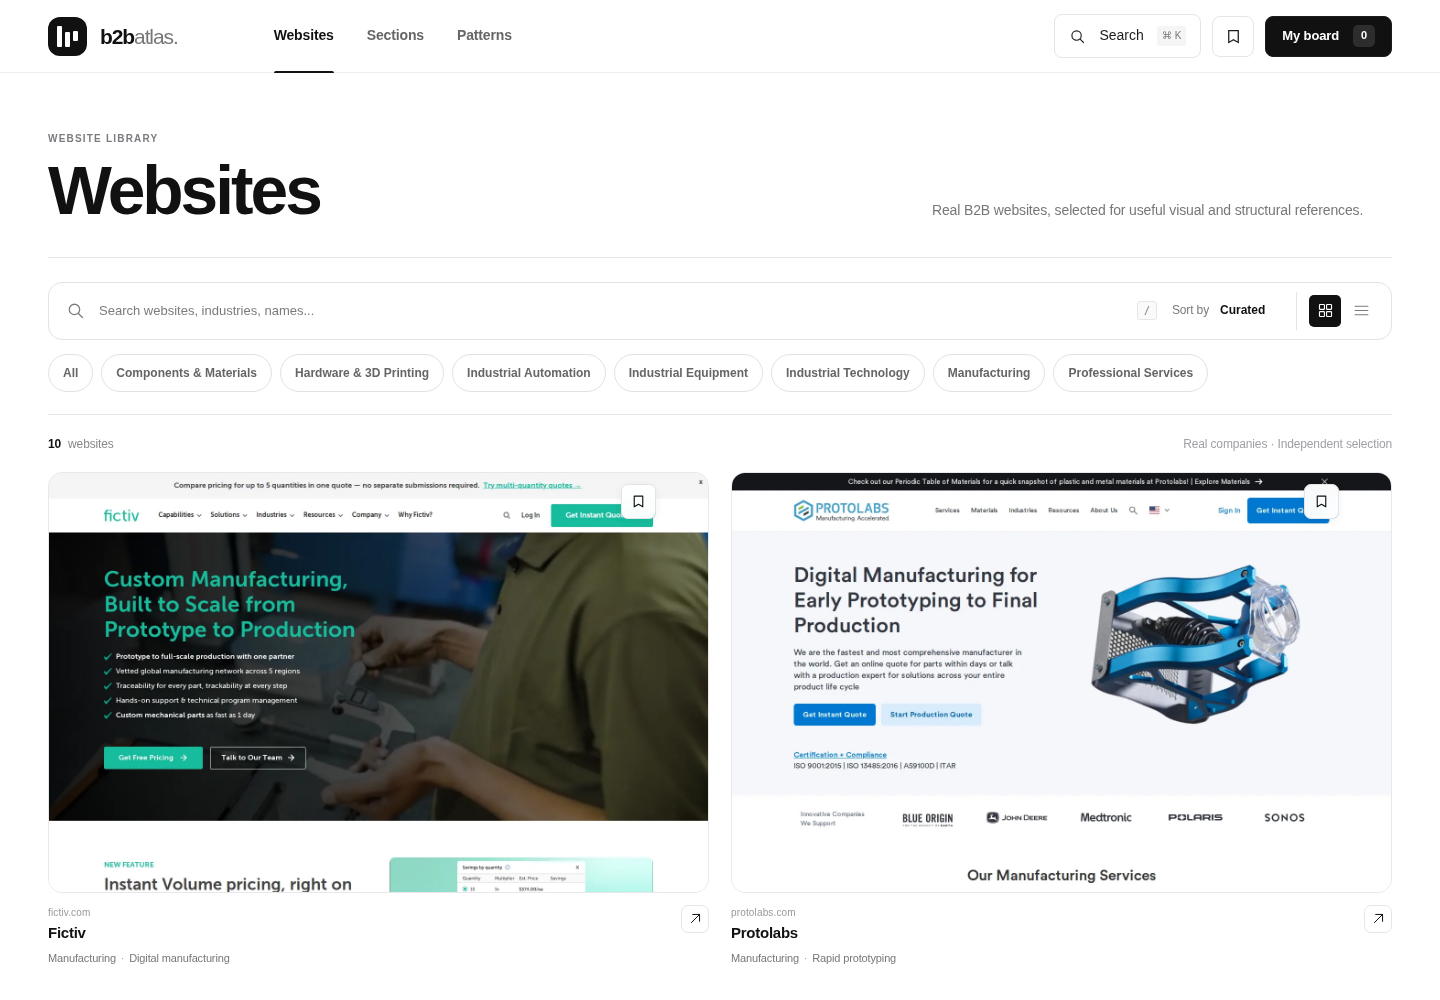 b2batlas.
Websites
Sections
Patterns
Search ⌘ K
My board 0
WEBSITE LIBRARY
Websites
Real B2B websites, selected for useful visual and structural references.
Search websites, industries, names...
/ Sort by Curated
All
Components & Materials
Hardware & 3D Printing
Industrial Automation
Industrial Equipment
Industrial Technology
Manufacturing
Professional Services
10 websites
Real companies · Independent selection
Compare pricing for up to 5 quantities in one quote — no separate submissions required. Try multi-quantity quotes →
x
fictiv
Capabilities
Solutions
Industries
Resources
Company
Why Fictiv?
Log In
Get Instant
Custom Manufacturing,
Built to Scale from
Prototype to Production
Prototype to full-scale production with one partner
Vetted global manufacturing network across 5 regions
Traceability for every part, trackability at every step
Hands-on support & technical program management
Custom mechanical parts as fast as 1 day
Get Free Pricing →
Talk to Our Team →
NEW FEATURE
Instant Volume pricing, right on
Savings by quantity
x
Quantity Multiplier Est. Price Savings
fictiv.com
Fictiv
Manufacturing · Digital manufacturing
Check out our Periodic Table of Materials for a quick snapshot of plastic and metal materials at Protolabs! | Explore Materials →
PROTOLABS
Manufacturing. Accelerated.
Services
Materials
Industries
Resources
About Us
Sign In
Get Instant
Digital Manufacturing for
Early Prototyping to Final
Production
We are the fastest and most comprehensive manufacturer in
the world. Get an online quote for parts within days or talk
with a production expert for solutions across your entire
product life cycle
Get Instant Quote
Start Production Quote
Certification + Compliance
ISO 9001:2015 | ISO 13485:2016 | AS9100D | ITAR
Innovative Companies
We Support
BLUE ORIGIN
JOHN DEERE
Medtronic
POLARIS
SONOS
Our Manufacturing Services
protolabs.com
Protolabs
Manufacturing · Rapid prototyping